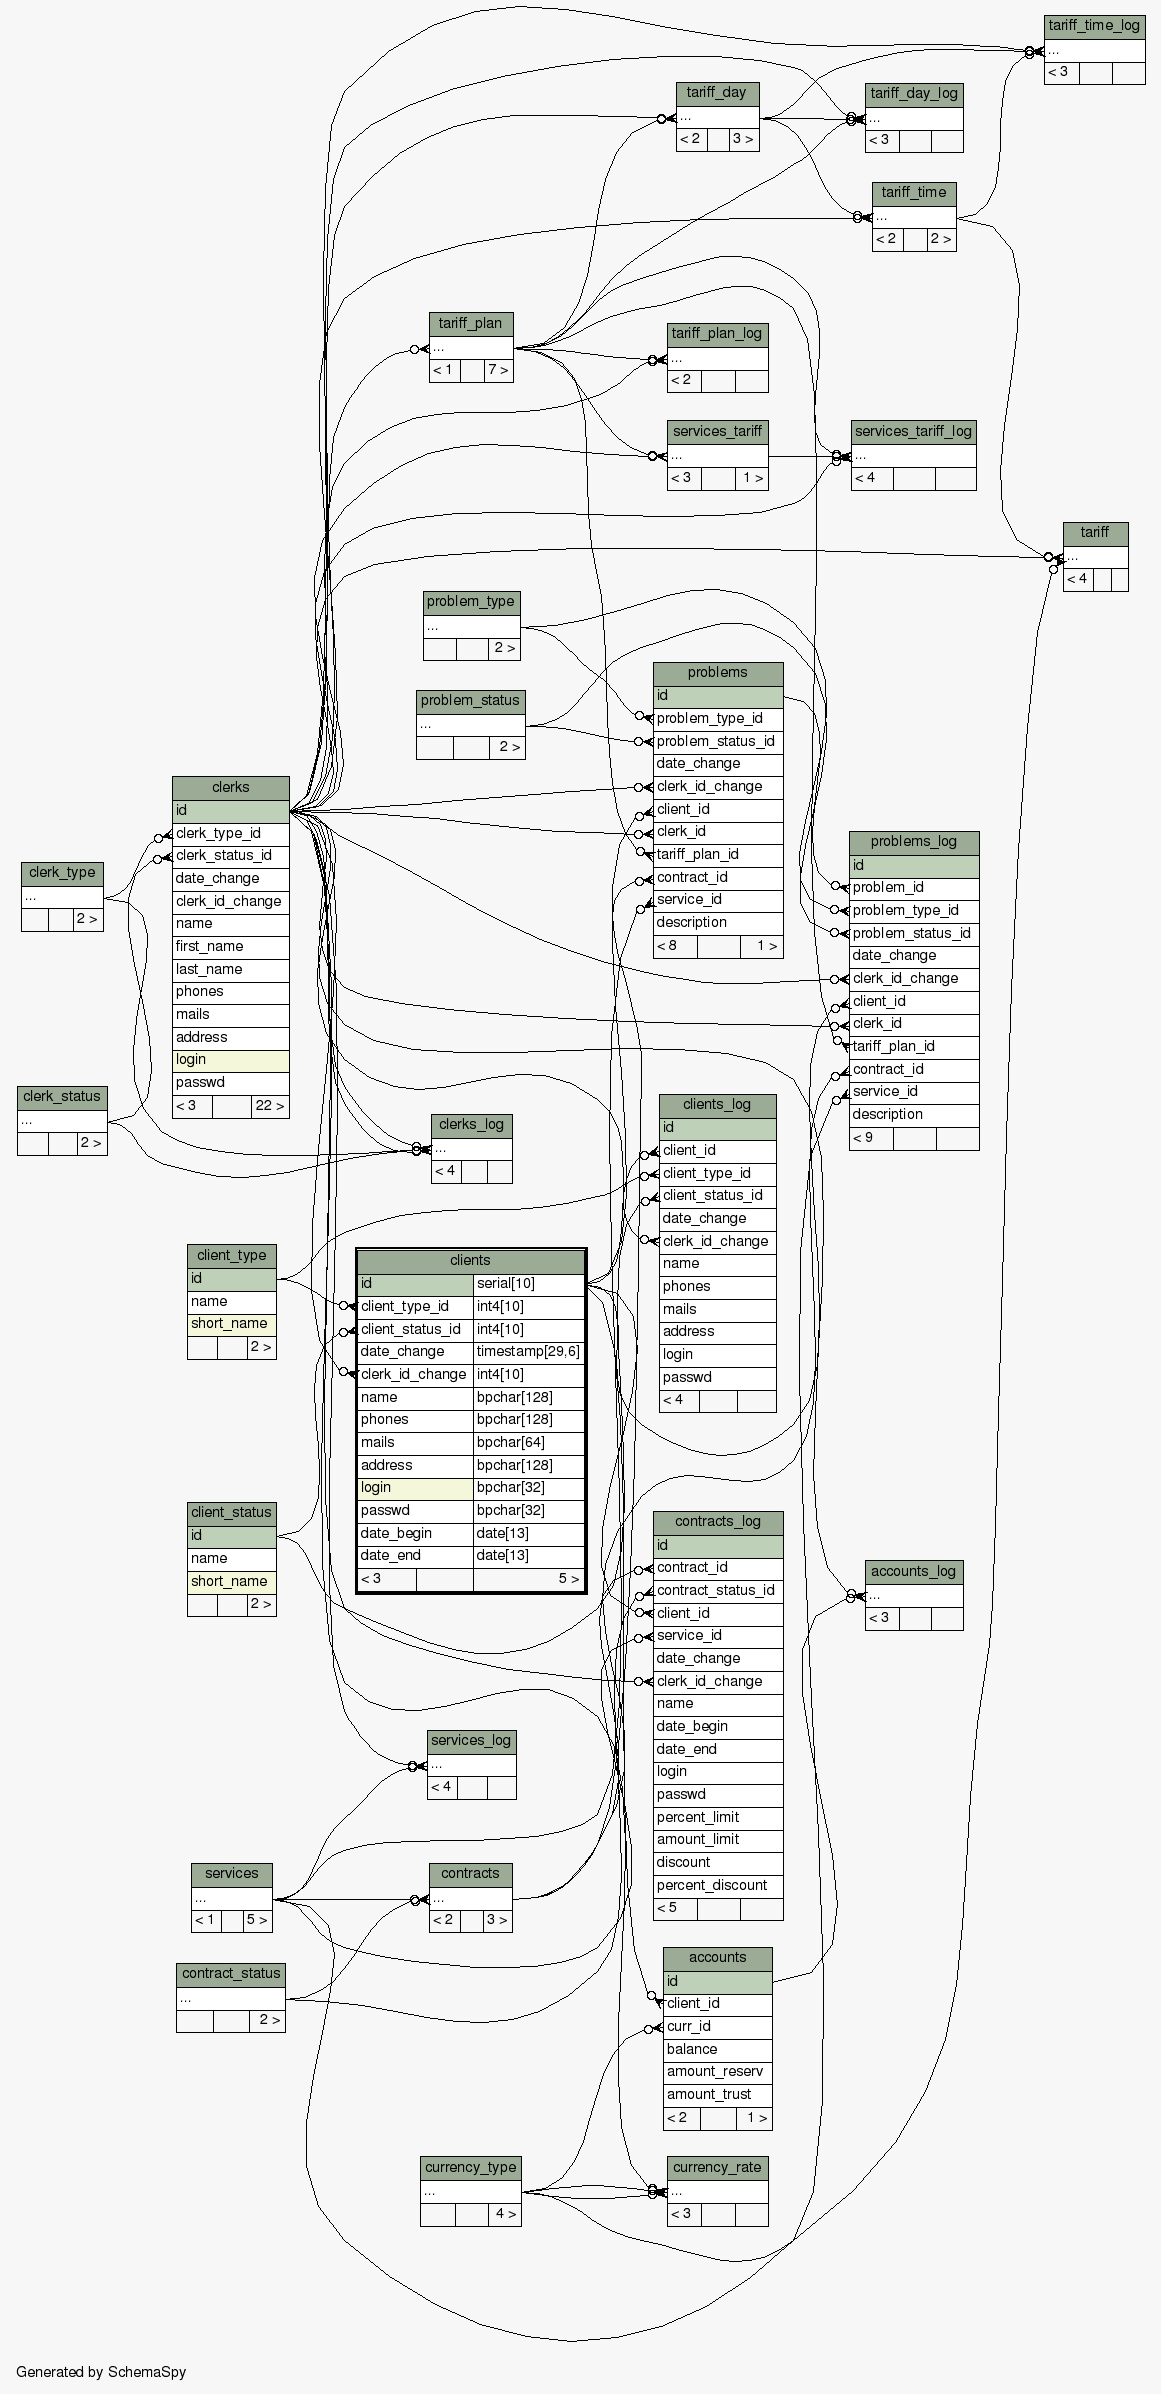 tariff_time_log
...
< 3
tariff_day
...
< 2 3 >
tariff_day_log
...
< 3
tariff_time
...
< 2 2 >
tariff_plan
...
< 1 7 >
tariff_plan_log
...
< 2
services_tariff
...
< 3 1 >
services_tariff_log
...
< 4
tariff
...
< 4
problem_type
...
2 >
problem_status
...
2 >
problems
id
problem_type_id
problem_status_id
date_change
clerk_id_change
client_id
clerk_id
tariff_plan_id
contract_id
service_id
description
< 8 1 >
clerks
id
clerk_type_id
clerk_status_id
date_change
clerk_id_change
name
first_name
last_name
phones
mails
address
login
passwd
< 3 22 >
clerk_type
...
2 >
clerk_status
...
2 >
problems_log
id
problem_id
problem_type_id
problem_status_id
date_change
clerk_id_change
client_id
clerk_id
tariff_plan_id
contract_id
service_id
description
< 9
clerks_log
...
< 4
clients_log
id
client_id
client_type_id
client_status_id
date_change
clerk_id_change
name
phones
mails
address
login
passwd
< 4
client_type
id
name
short_name
2 >
clients
id serial[10]
client_type_id int4[10]
client_status_id int4[10]
date_change timestamp[29,6]
clerk_id_change int4[10]
name bpchar[128]
phones bpchar[128]
mails bpchar[64]
address bpchar[128]
login bpchar[32]
passwd bpchar[32]
date_begin date[13]
date_end date[13]
< 3 5 >
client_status
id
name
short_name
2 >
contracts_log
id
contract_id
contract_status_id
client_id
service_id
date_change
clerk_id_change
name
date_begin
date_end
login
passwd
percent_limit
amount_limit
discount
percent_discount
< 5
accounts_log
...
< 3
services_log
...
< 4
services
...
< 1 5 >
contracts
...
< 2 3 >
contract_status
...
2 >
accounts
id
client_id
curr_id
balance
amount_reserv
amount_trust
< 2 1 >
currency_type
...
4 >
currency_rate
...
< 3
Generated by SchemaSpy